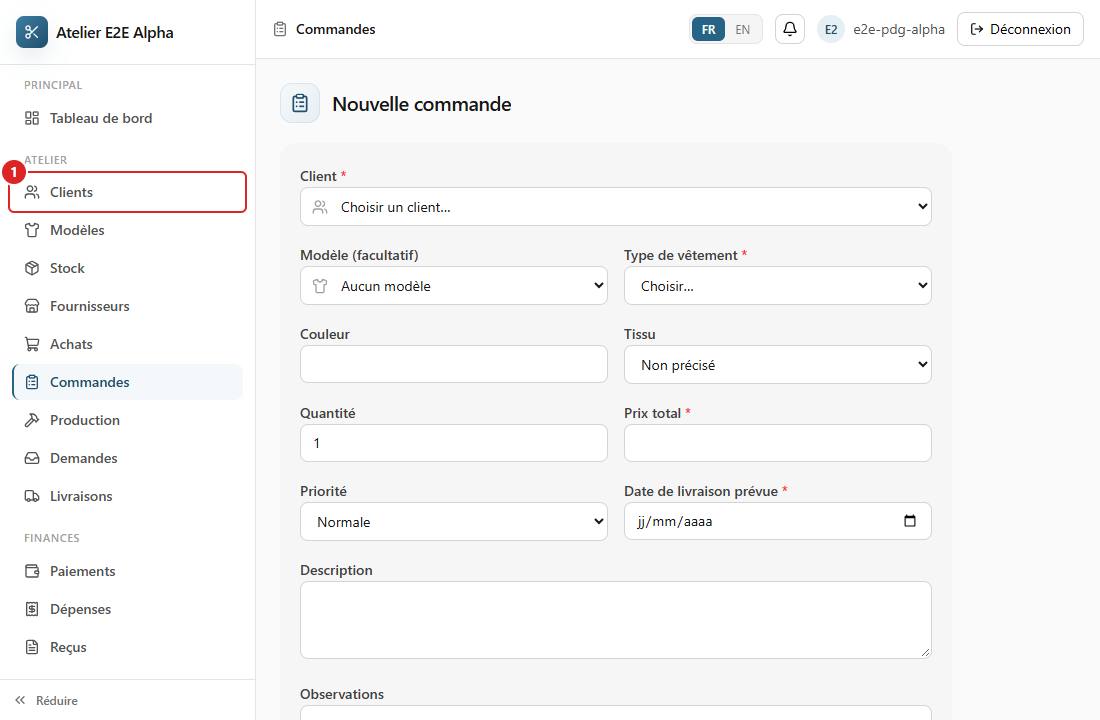 Atelier E2E Alpha
Commandes
FR
EN
E2
e2e-pdg-alpha
Déconnexion
PRINCIPAL
Tableau de bord
ATELIER
1
Clients
Modèles
Stock
Fournisseurs
Achats
Commandes
Production
Demandes
Livraisons
FINANCES
Paiements
Dépenses
Reçus
Réduire
Nouvelle commande
Client *
Choisir un client...
Modèle (facultatif)
Type de vêtement *
Aucun modèle
Choisir...
Couleur
Tissu
Non précisé
Quantité
Prix total *
1
Priorité
Date de livraison prévue *
Normale
jj/mm/aaaa
Description
Observations